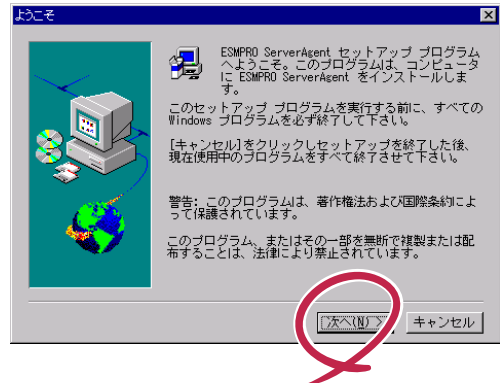 ようこそ
ESMPRO ServerAgent セットアップ プログラム
へようこそ。このプログラムは、コンピュータ
に ESMPRO ServerAgent をインストールしま
す。
このセットアップ プログラムを実行する前に、すべての
Windows プログラムを必ず終了して下さい。
[キャンセル]をクリックしセットアップを終了した後、
現在使用中のプログラムをすべて終了させて下さい。
警告: このプログラムは、著作権法および国際条約によ
って保護されています。
このプログラム、またはその一部を無断で複製または配
布することは、法律により禁止されています。
次へ(N) >
キャンセル